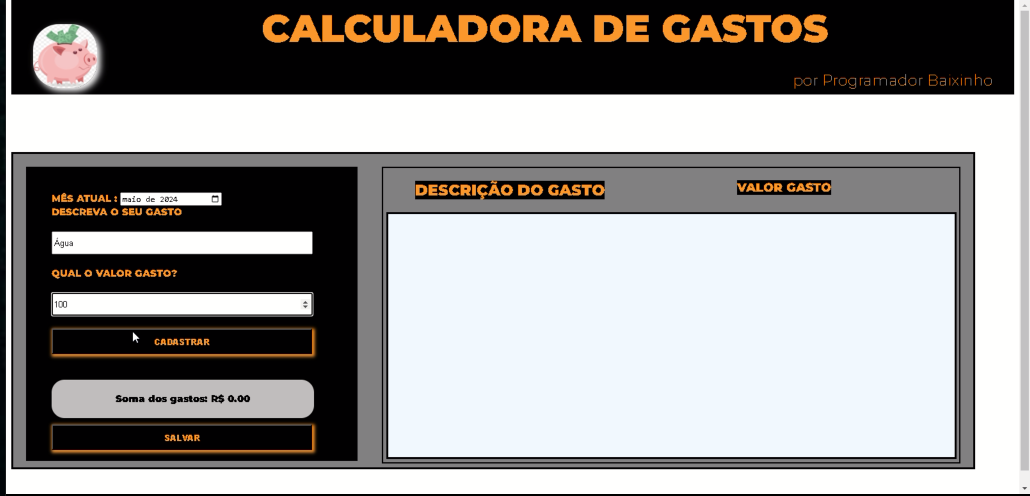 CALCULADORA DE GASTOS
por Programador Baixinho
MÊS ATUAL : maio de 2024
DESCREVA O SEU GASTO
Água
QUAL O VALOR GASTO?
100
CADASTRAR
Soma dos gastos: R$ 0.00
SALVAR
DESCRIÇÃO DO GASTO VALOR GASTO